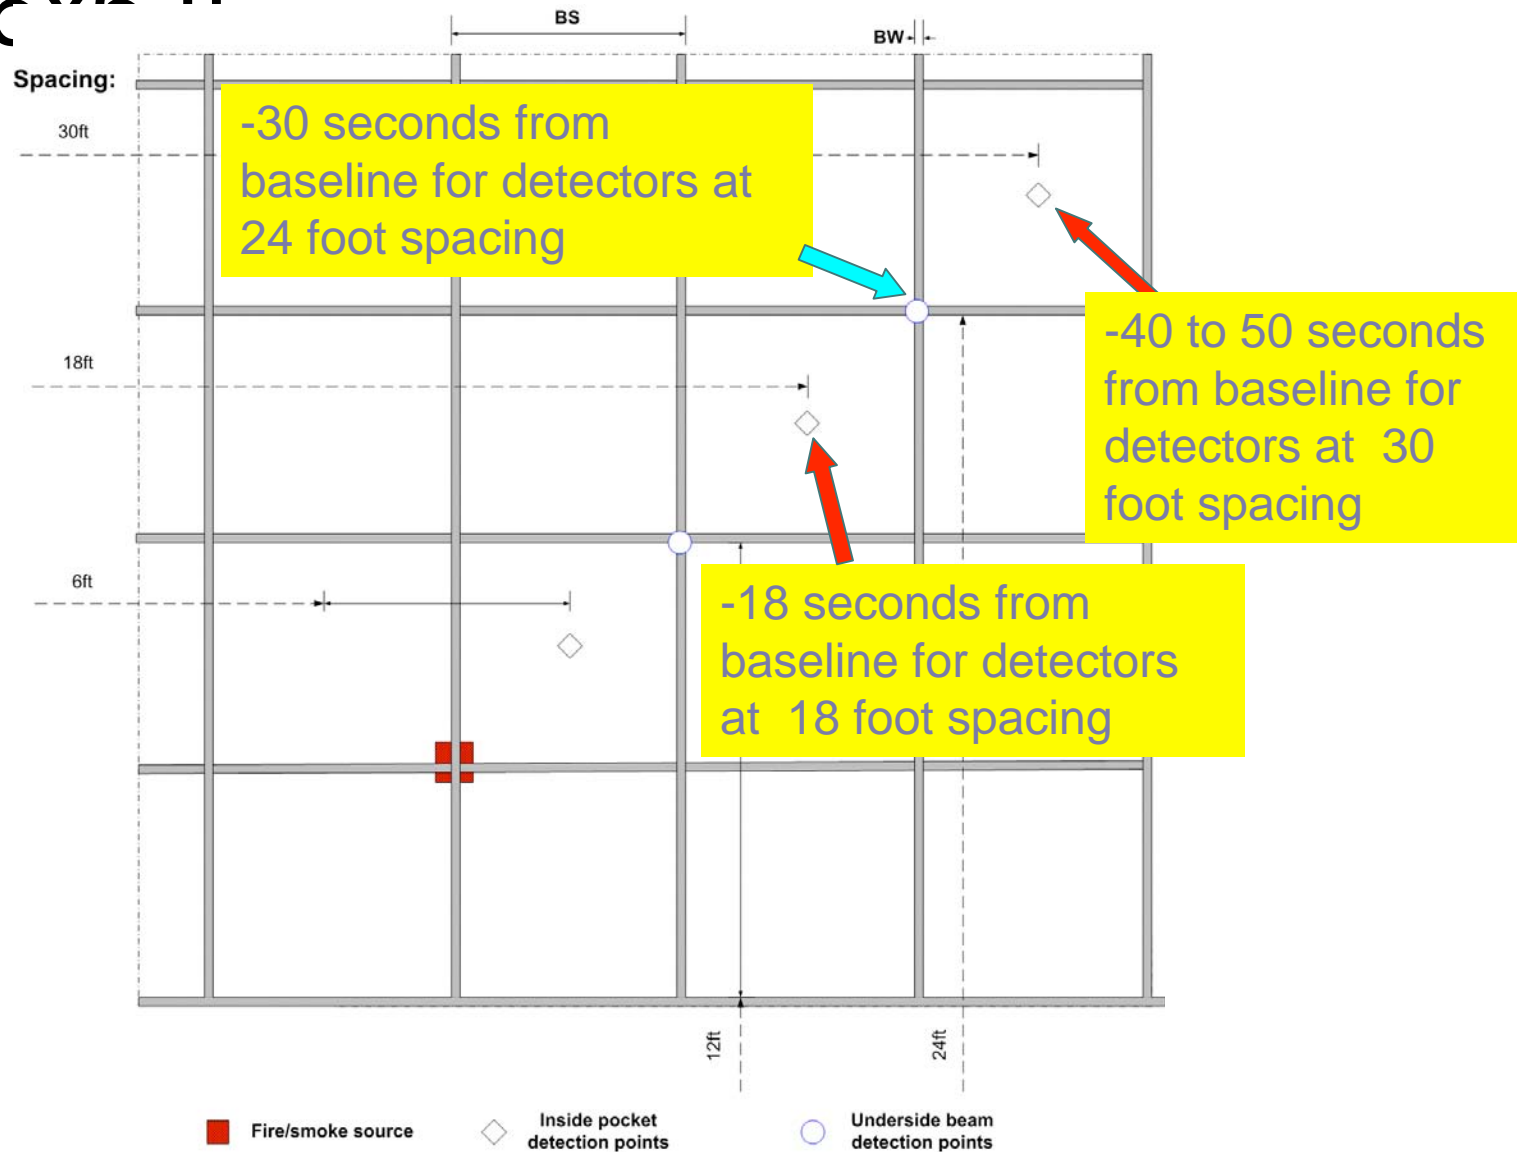 BS
BW
Spacing:
30ft
-30 seconds from
baseline for detectors at
24 foot spacing
-40 to 50 seconds
from baseline for
detectors at 30
foot spacing
18ft
6ft
-18 seconds from
baseline for detectors
at 18 foot spacing
12ft
24ft
Fire/smoke source
Inside pocket
detection points
Underside beam
detection points